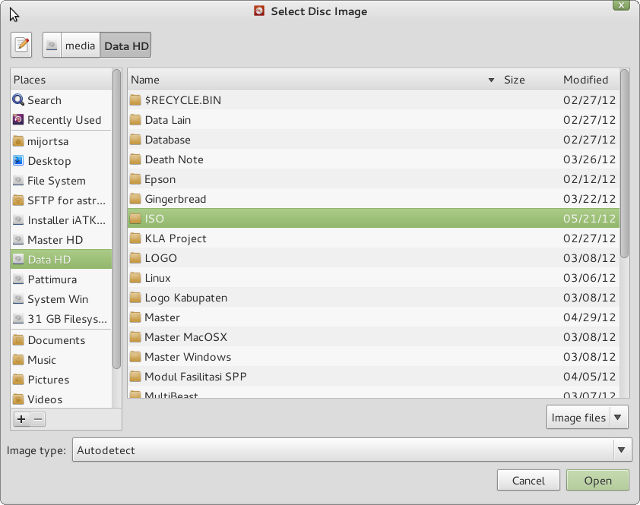 Select Disc Image
media Data HD
Places
Search
Recently Used
mijortsa
Desktop
File System
SFTP for astr...
Installer iATK...
Master HD
Data HD
Pattimura
System Win
31 GB Filesys...
Documents
Music
Pictures
Videos
Name Size Modified
$RECYCLE.BIN 02/27/12
Data Lain 02/27/12
Database 02/27/12
Death Note 03/26/12
Epson 02/12/12
Gingerbread 03/22/12
ISO 05/21/12
KLA Project 02/27/12
LOGO 03/08/12
Linux 03/06/12
Logo Kabupaten 03/08/12
Master 04/29/12
Master MacOSX 03/08/12
Master Windows 03/08/12
Modul Fasilitasi SPP 04/05/12
MultiBeast 03/07/12
Image files
Image type: Autodetect
Cancel Open